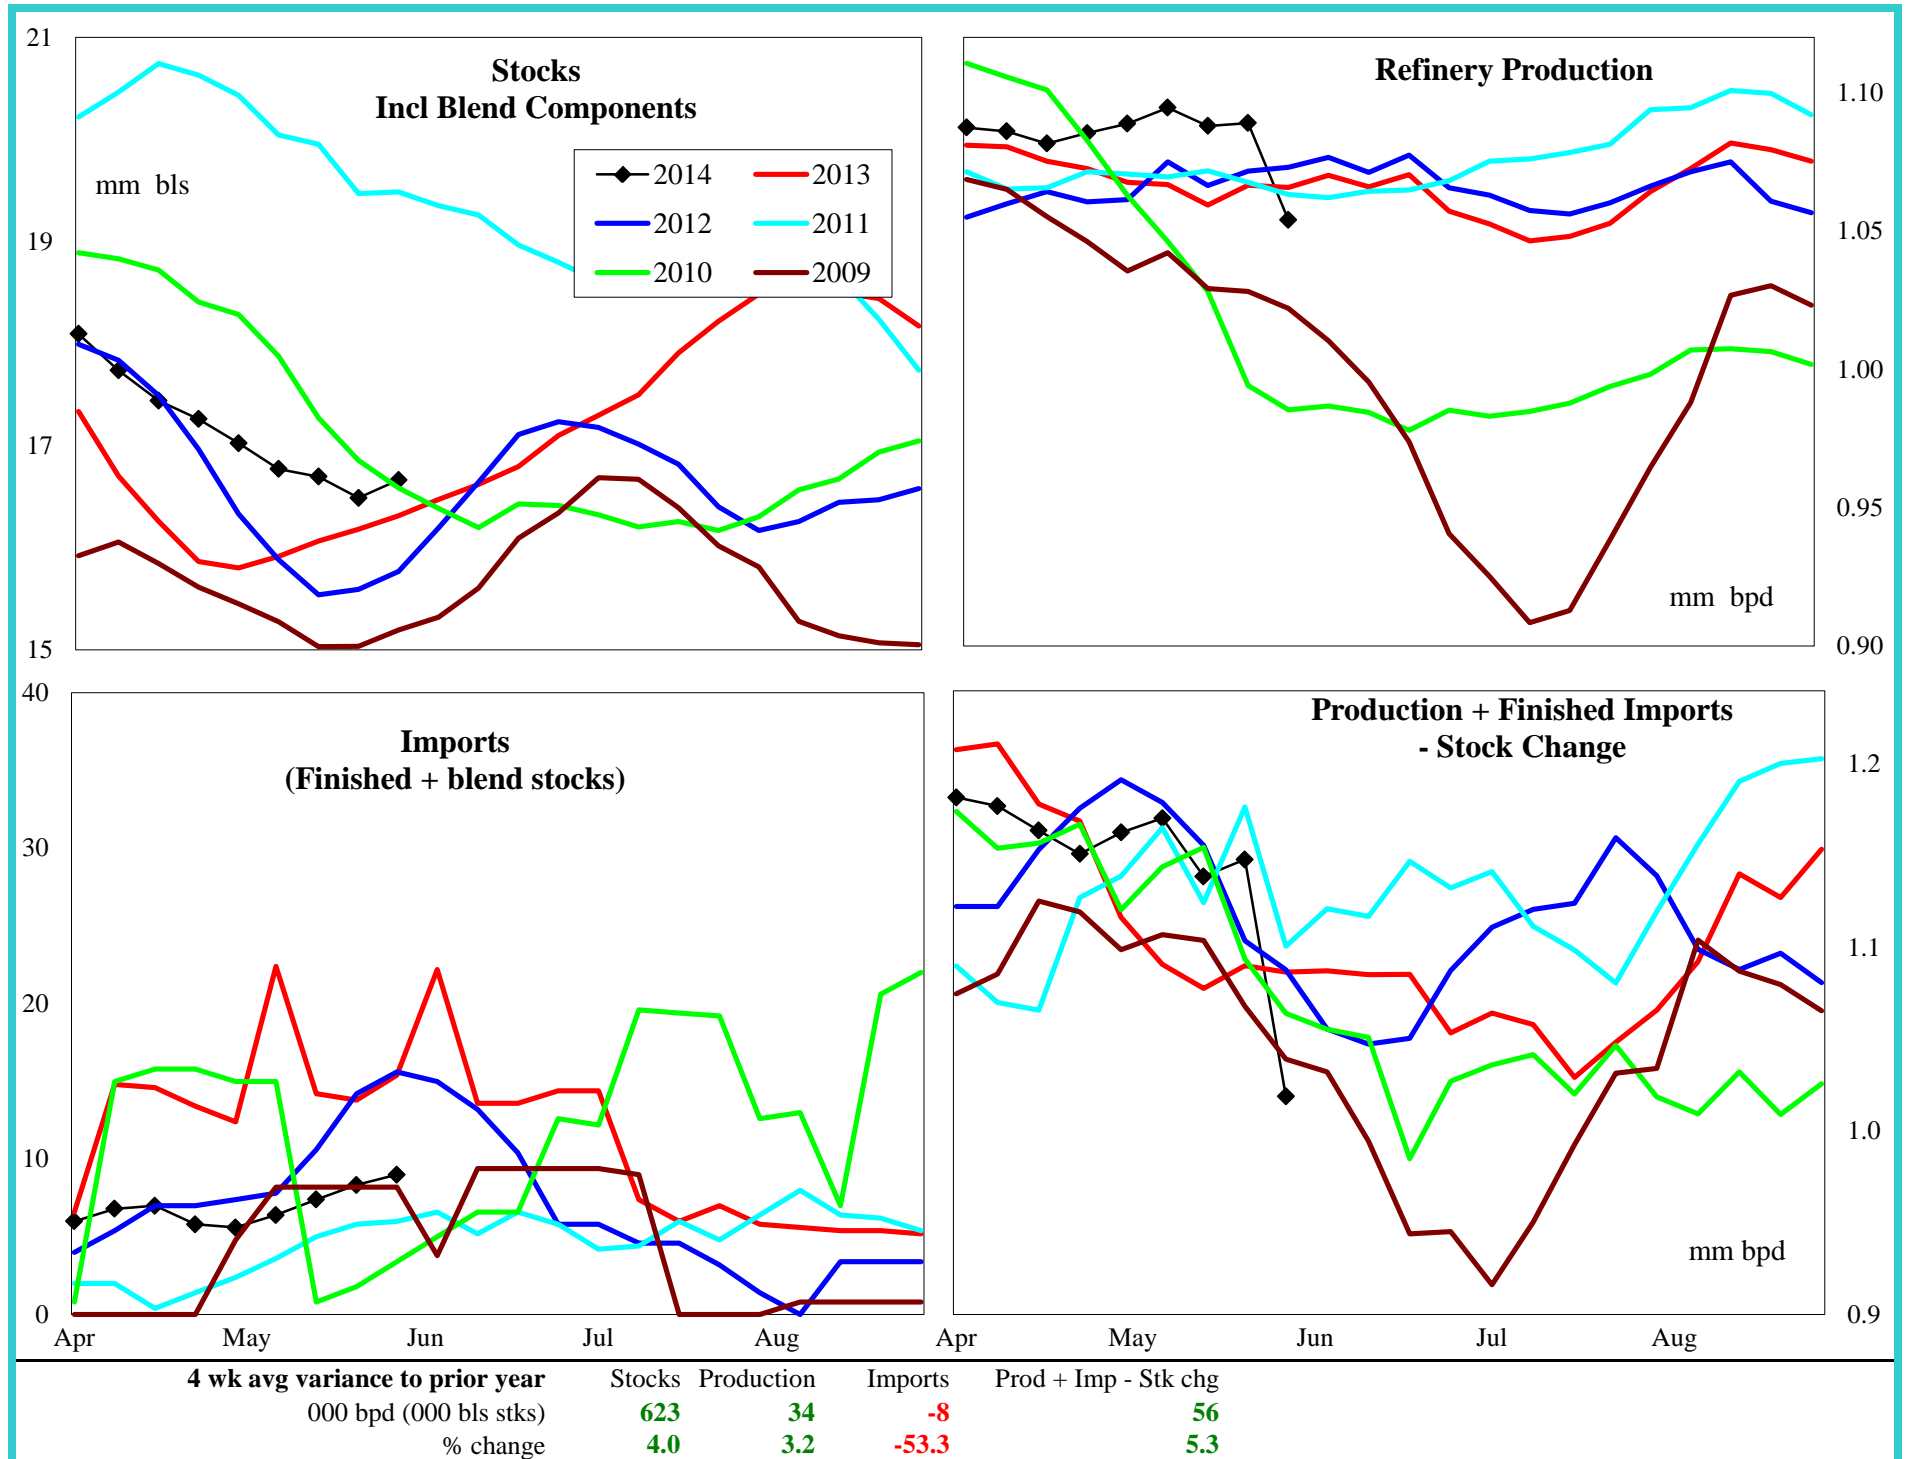 Stocks
Incl Blend Components
mm bls
21
19
17
15
2014
2013
2012
2011
2010
2009
Refinery Production
mm bpd
1.10
1.05
1.00
0.95
0.90
Imports
(Finished + blend stocks)
40
30
20
10
0
Apr May Jun Jul Aug
Production + Finished Imports
- Stock Change
mm bpd
1.2
1.1
1.0
0.9
Apr May Jun Jul Aug
4 wk avg variance to prior year Stocks Production Imports Prod + Imp - Stk chg
000 bpd (000 bls stks) 623 34 -8 56
% change 4.0 3.2 -53.3 5.3